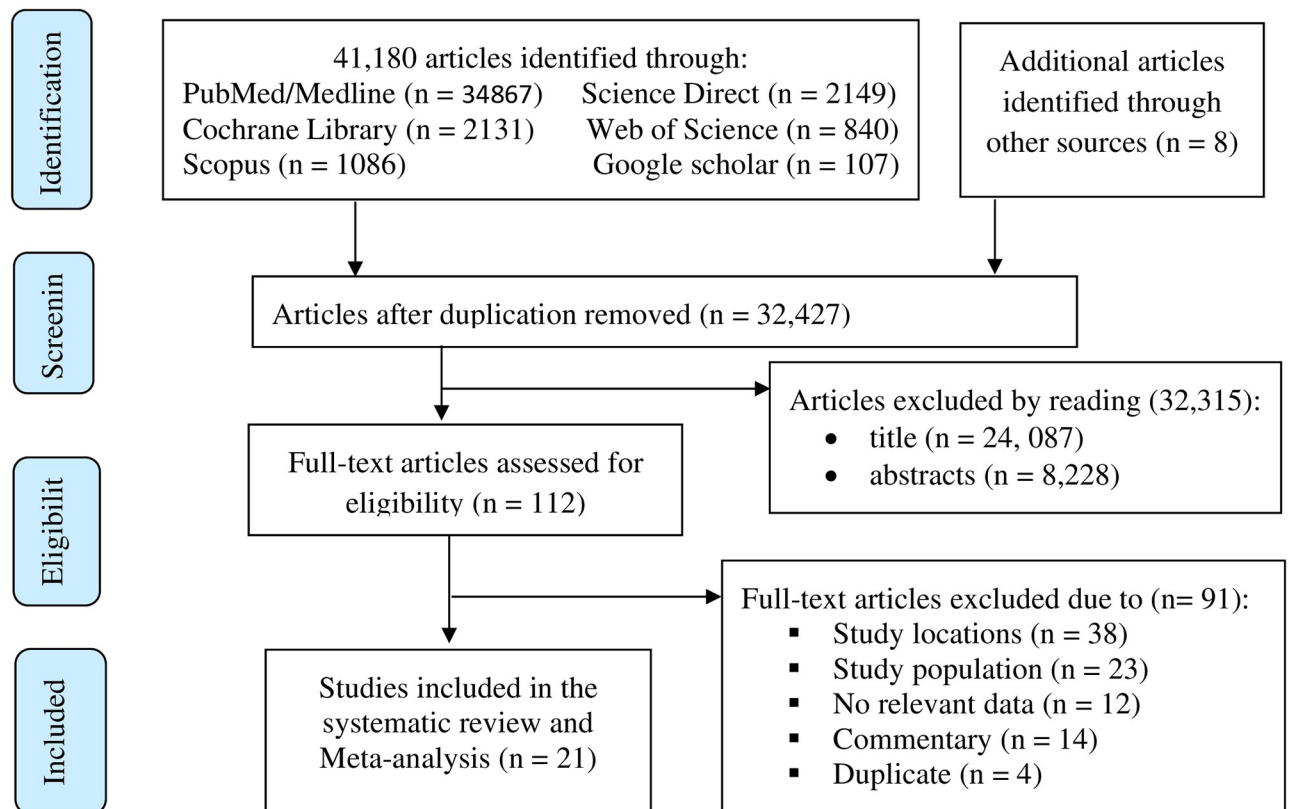 Identification
41,180 articles identified through:
PubMed/Medline (n = 34867) Science Direct (n = 2149)
Cochrane Library (n = 2131) Web of Science (n = 840)
Scopus (n = 1086) Google scholar (n = 107)
Additional articles
identified through
other sources (n = 8)
Screenin
Articles after duplication removed (n = 32,427)
Articles excluded by reading (32,315):
• title (n = 24, 087)
• abstracts (n = 8,228)
Eligibilit
Full-text articles assessed for
eligibility (n = 112)
Full-text articles excluded due to (n= 91):
▪ Study locations (n = 38)
▪ Study population (n = 23)
▪ No relevant data (n = 12)
▪ Commentary (n = 14)
▪ Duplicate (n = 4)
Included
Studies included in the
systematic review and
Meta-analysis (n = 21)